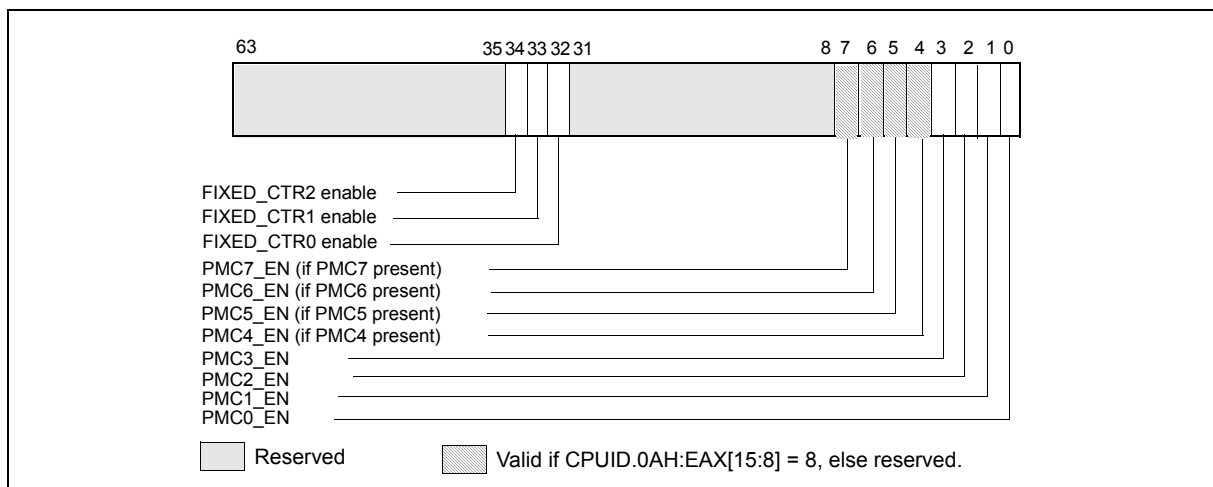 63 35 34 33 32 31 8 7 6 5 4 3 2 1 0
FIXED_CTR2 enable
FIXED_CTR1 enable
FIXED_CTR0 enable
PMC7_EN (if PMC7 present)
PMC6_EN (if PMC6 present)
PMC5_EN (if PMC5 present)
PMC4_EN (if PMC4 present)
PMC3_EN
PMC2_EN
PMC1_EN
PMC0_EN
Reserved Valid if CPUID.0AH:EAX[15:8] = 8, else reserved.